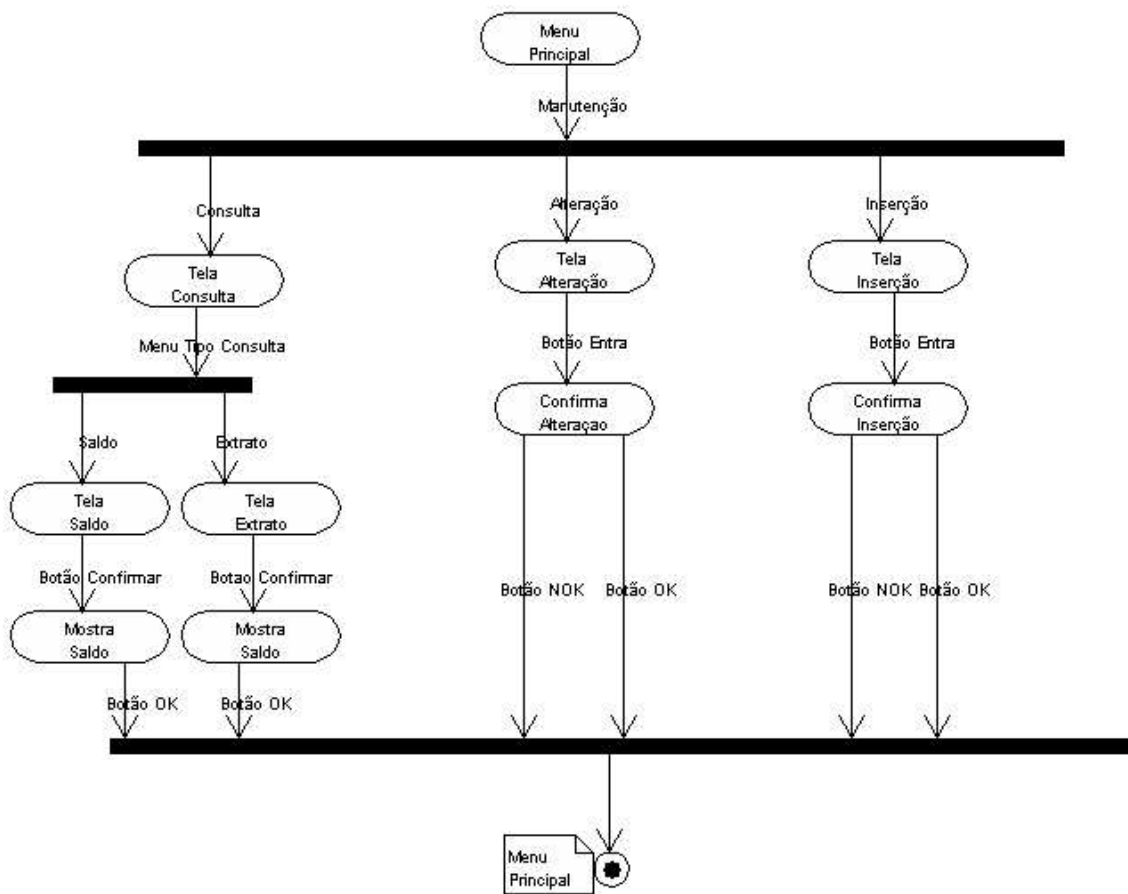 Menu
Principal
Manutenção
Consulta
Alteração
Inserção
Tela
Consulta
Tela
Alteração
Tela
Inserção
Menu Tipo Consulta
Botão Entra
Botão Entra
Confirma
Alteraçao
Confirma
Inserção
Saldo
Extrato
Tela
Saldo
Tela
Extrato
Botão Confirmar
Botao Confirmar
Botão NOK
Botão OK
Botão NOK
Botão OK
Mostra
Saldo
Mostra
Saldo
Botão OK
Botão OK
Menu
Principal